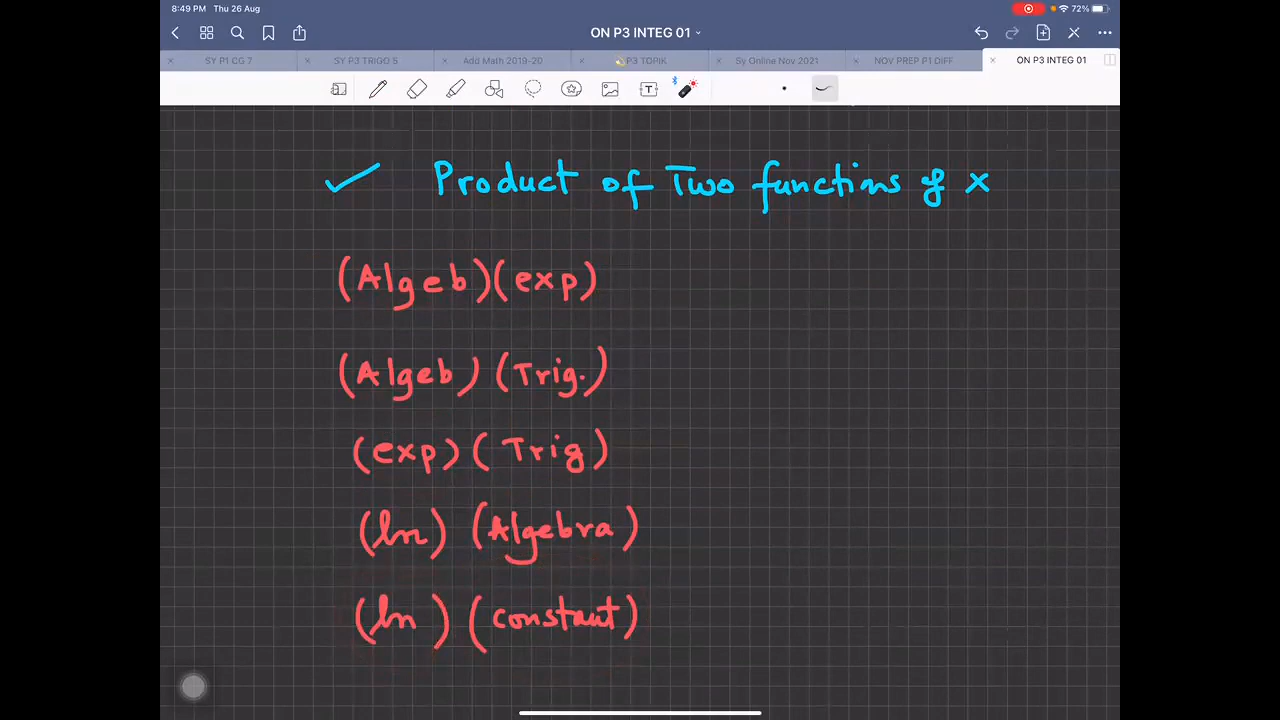 8:49 PM Thu 26 Aug
72%
ON P3 INTEG 01
SY P1 CG 7
SY P3 TRIGO 5
Add Math 2019-20
P3 TOPIK
Sy Online Nov 2021
NOV PREP P1 DIFF
ON P3 INTEG 01
T
✓ Product of Two functins of x
(Algeb)(exp)
(Algeb) (Trig.)
(exp) (Trig)
(ln) (Algebra)
(ln) (constant)